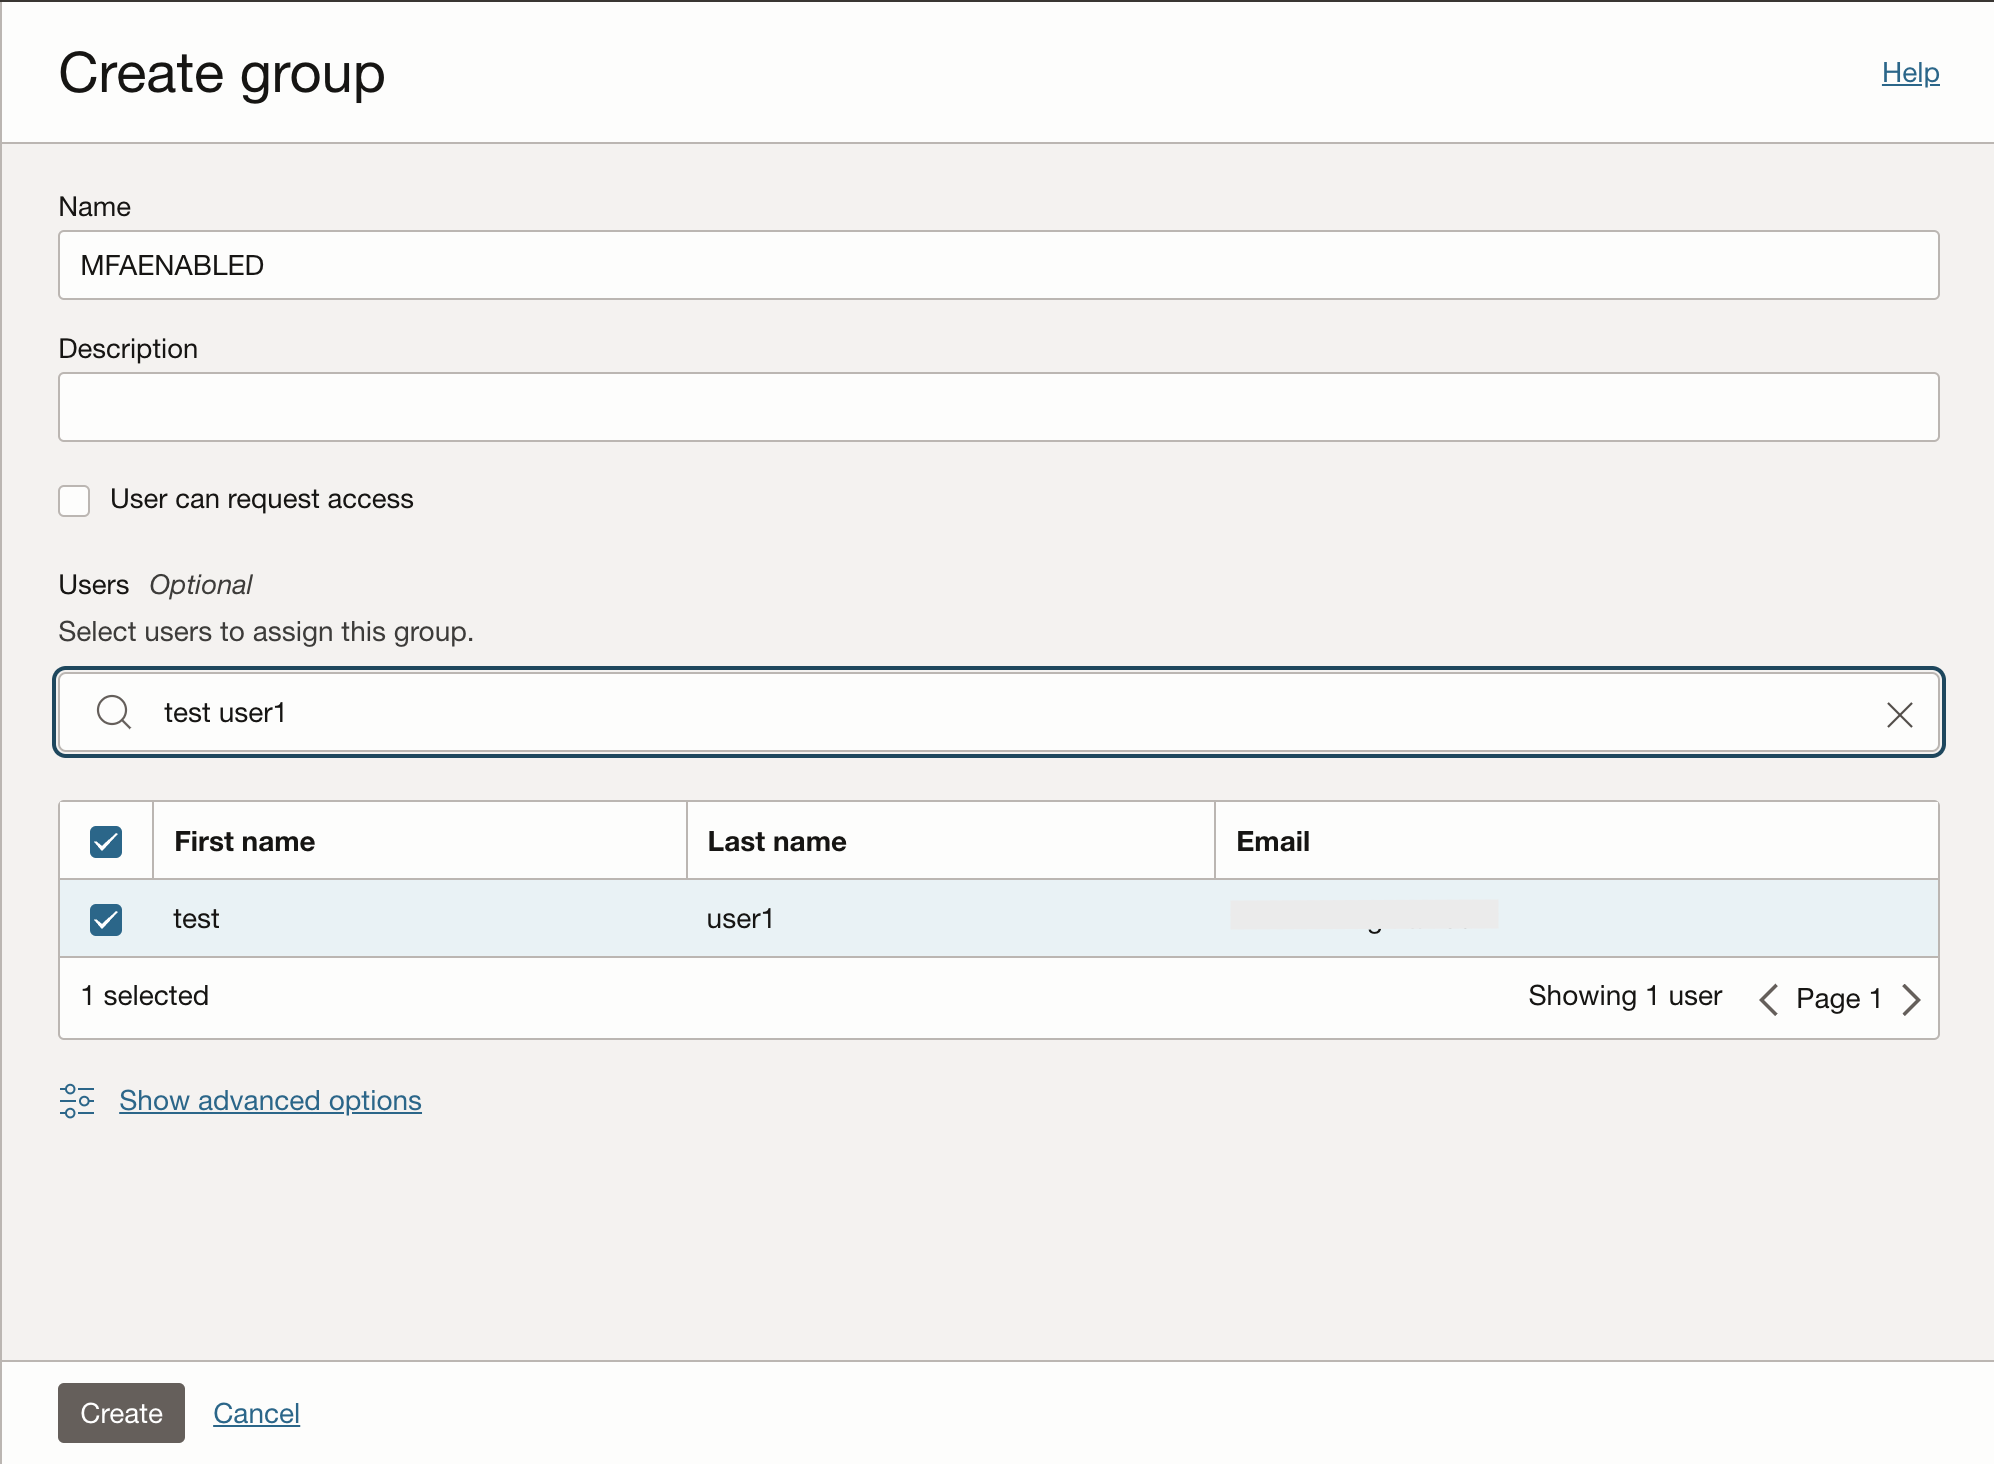 Create group
Help
Name
MFAENABLED
Description
User can request access
Users Optional
Select users to assign this group.
test user1
First name Last name Email
test user1
1 selected Showing 1 user Page 1
Show advanced options
Create Cancel